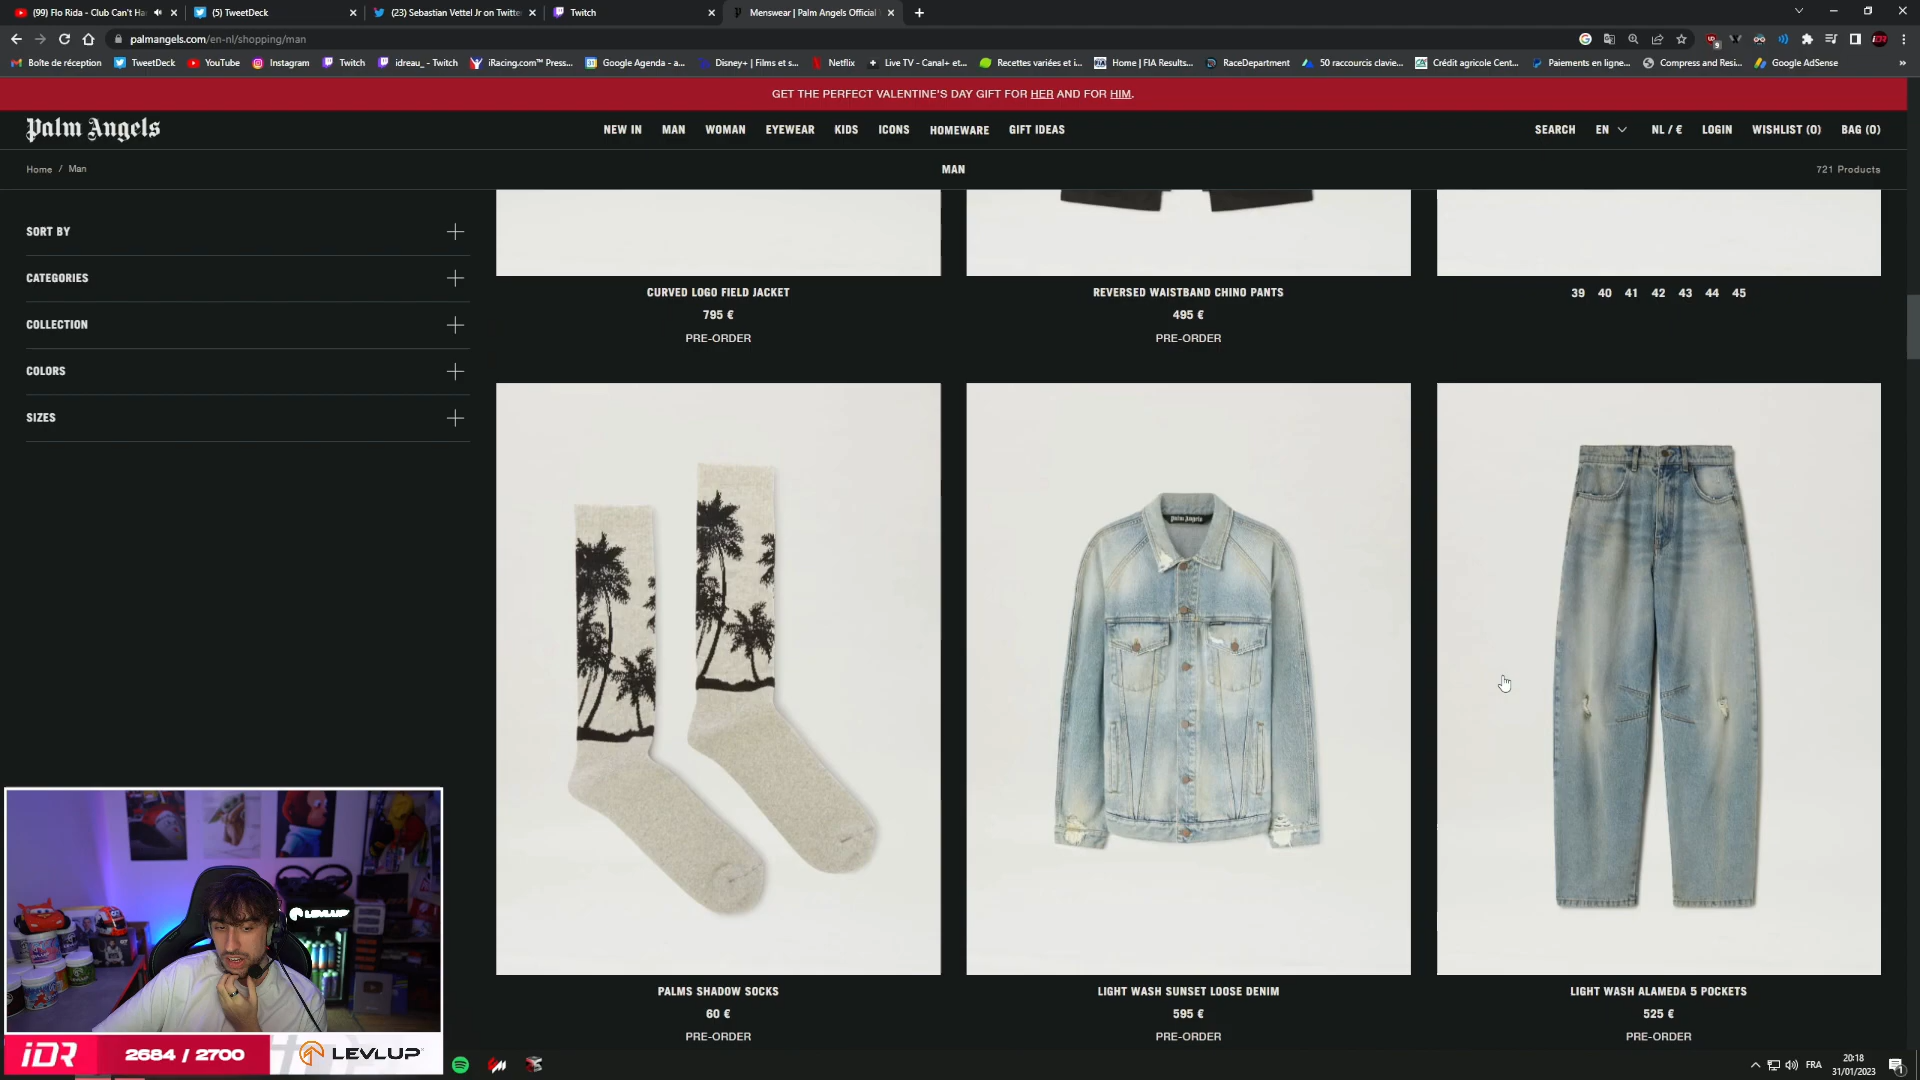 (99) Flo Rida - Club Can't Ha
(5) TweetDeck
(23) Sebastian Vettel Jr on Twitte
Twitch
Menswear | Palm Angels Official
palmangels.com/en-nl/shopping/man
Boîte de réception
TweetDeck
YouTube
Instagram
Twitch
idreau_ - Twitch
iRacing.com™ Press...
Google Agenda - a...
Disney+ | Films et s...
Netflix
Live TV - Canal+ et...
Recettes variées et i...
Home | FIA Results...
RaceDepartment
50 raccourcis clavie...
Crédit agricole Cent...
Paiements en ligne...
Compress and Resi...
Google AdSense
»
GET THE PERFECT VALENTINE'S DAY GIFT FOR HER AND FOR HIM.
Palm Angels
NEW IN MAN WOMAN EYEWEAR KIDS ICONS HOMEWARE GIFT IDEAS
SEARCH EN NL / € LOGIN WISHLIST (0) BAG (0)
Home / Man
MAN
721 Products
SORT BY
CATEGORIES
COLLECTION
COLORS
SIZES
CURVED LOGO FIELD JACKET
795 €
PRE-ORDER
REVERSED WAISTBAND CHINO PANTS
495 €
PRE-ORDER
39 40 41 42 43 44 45
Palm Angels
PALMS SHADOW SOCKS
60 €
PRE-ORDER
LIGHT WASH SUNSET LOOSE DENIM
595 €
PRE-ORDER
LIGHT WASH ALAMEDA 5 POCKETS
525 €
PRE-ORDER
LEVLUP
iDR
2684 / 2700
LEVLUP
FRA
20:18
31/01/2023